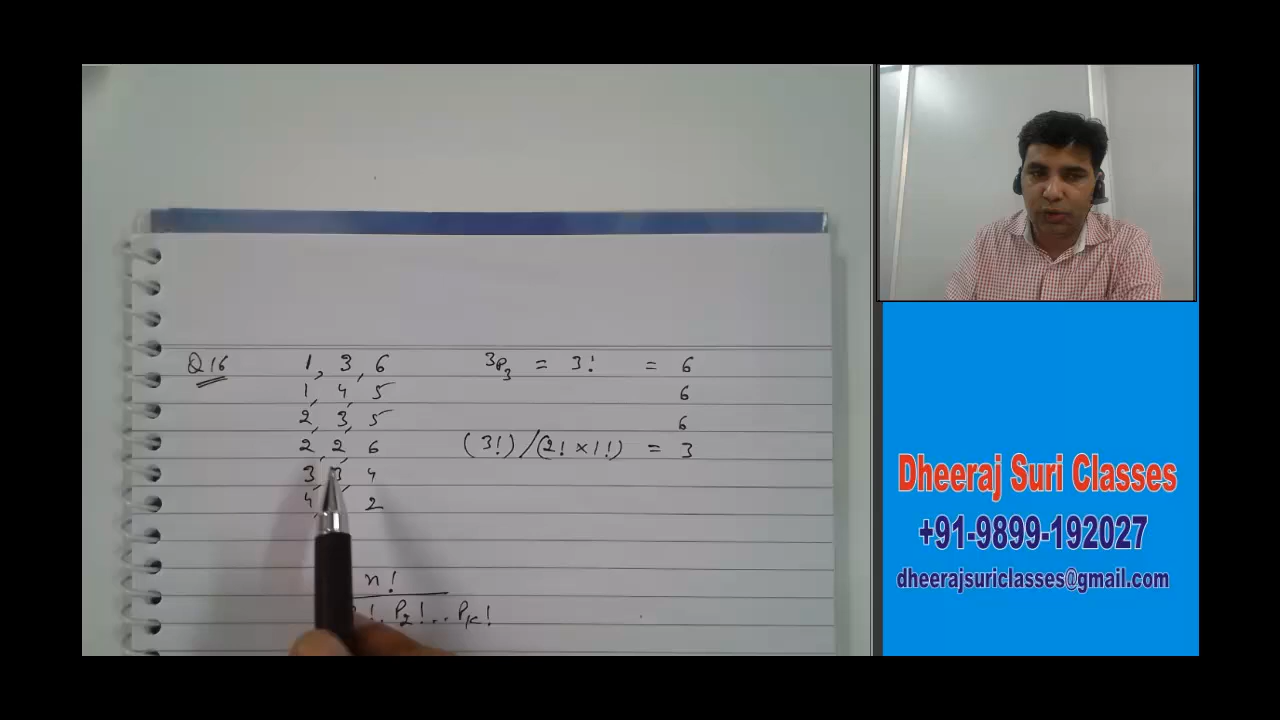 Q16 1, 3, 6 ³P₃ = 3! = 6
1, 4, 5 6
2, 3, 5 6
2, 2, 6 (3!)/(2! × 1!) = 3
3, 3, 4
4, 2
n!
!. P₂!.. Pₖ!
Dheeraj Suri Classes
+91-9899-192027
dheerajsuriclasses@gmail.com